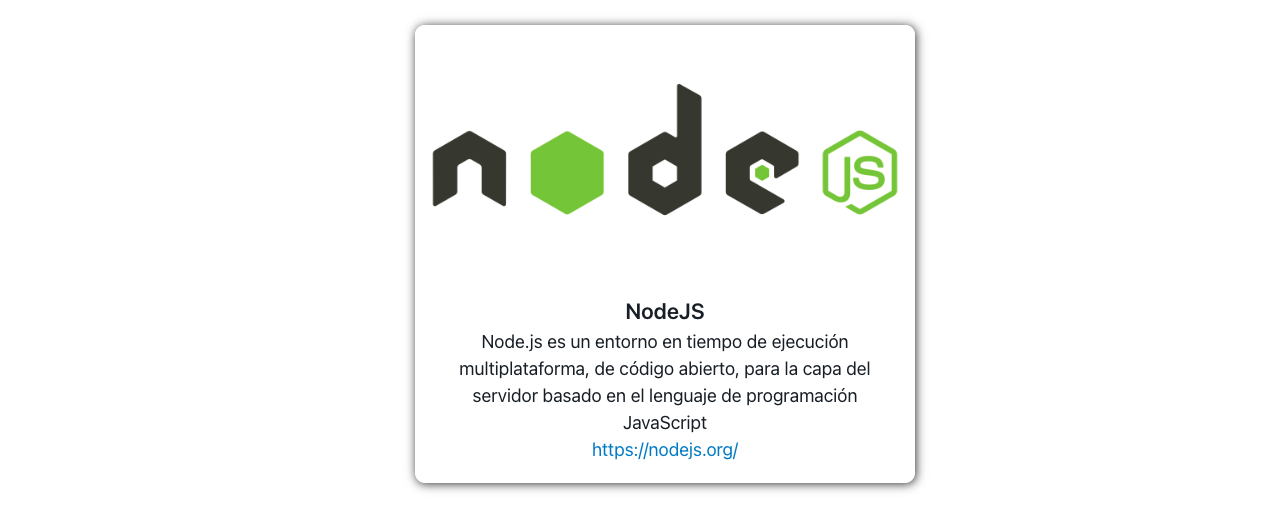 node JS
NodeJS
Node.js es un entorno en tiempo de ejecución
multiplataforma, de código abierto, para la capa del
servidor basado en el lenguaje de programación
JavaScript
https://nodejs.org/